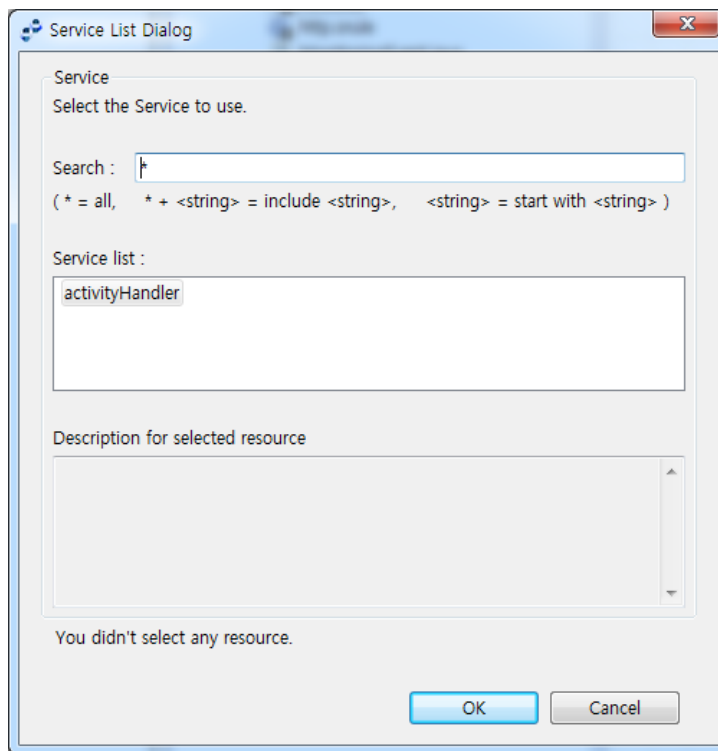 Service List Dialog
Service
Select the Service to use.
Search : *
( * = all, * + <string> = include <string>, <string> = start with <string> )
Service list :
activityHandler
Description for selected resource
You didn't select any resource.
OK Cancel